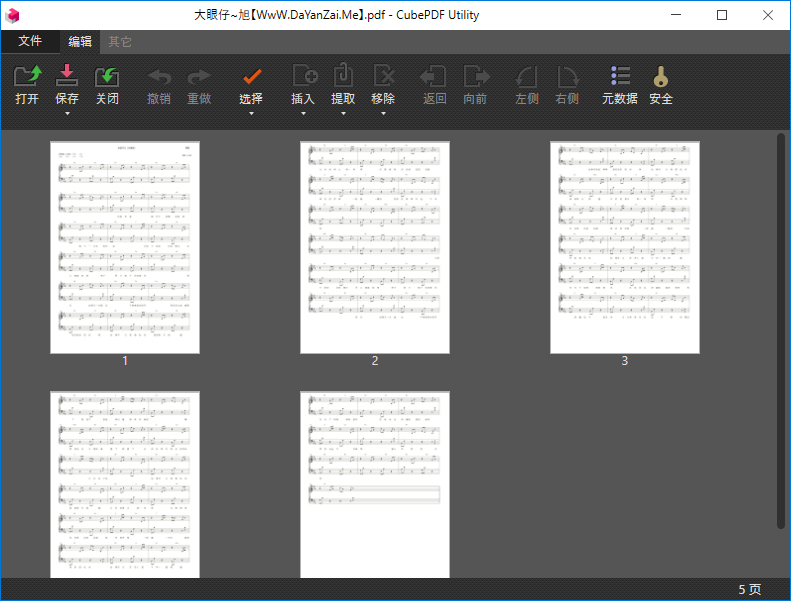 大眼仔~旭【WwW.DaYanZai.Me】.pdf - CubePDF Utility
文件 编辑 其它
打开 保存 关闭 撤销 重做 选择 插入 提取 移除 返回 向前 左侧 右侧 元数据 安全
1 2 3
5 页